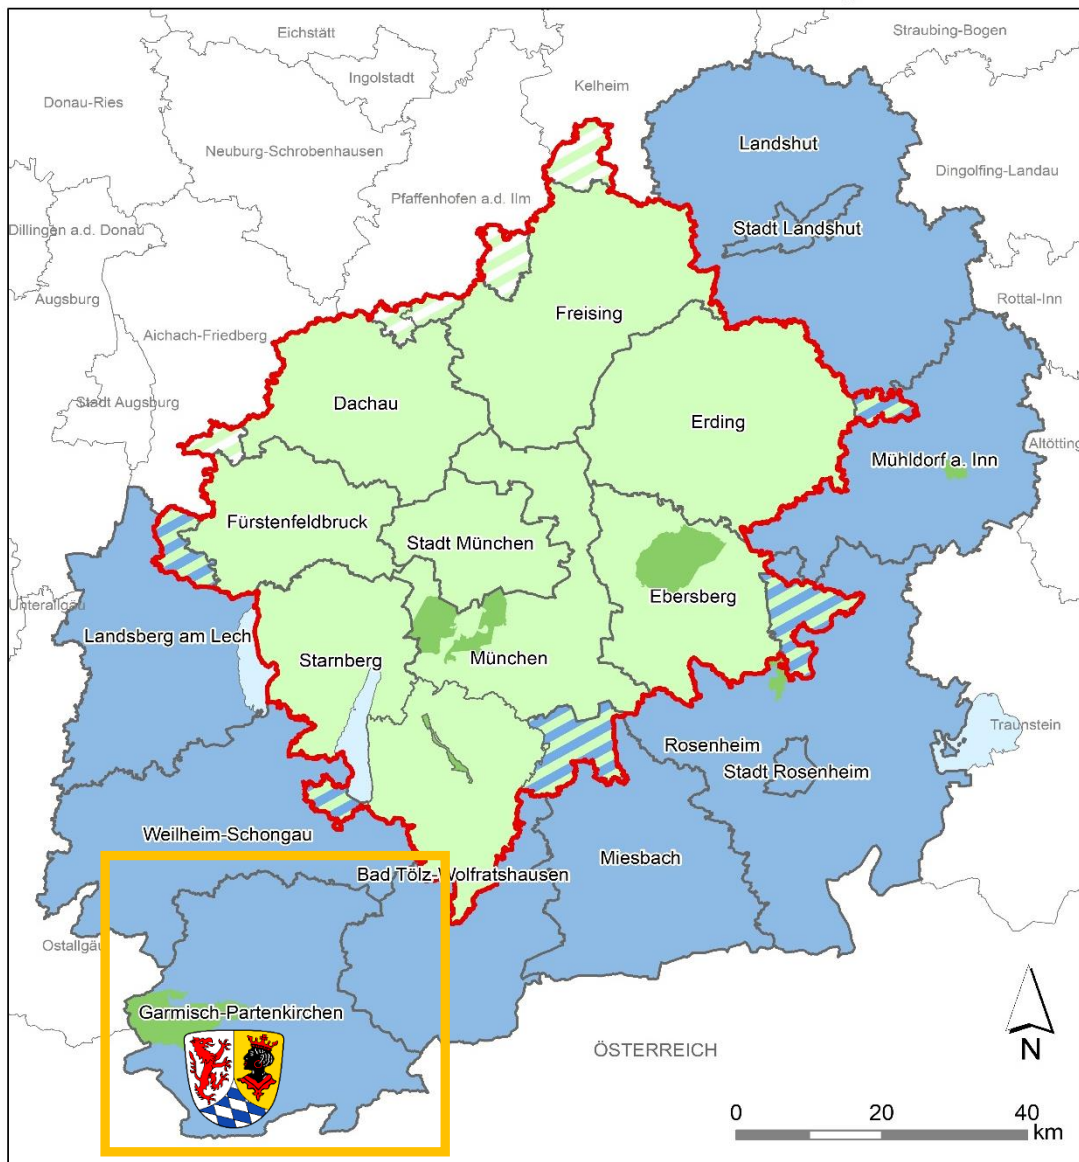 Eichstätt
Straubing-Bogen
Ingolstadt
Kelheim
Donau-Ries
Landshut
Neuburg-Schrobenhausen
Dingolfing-Landau
Pfaffenhofen a.d. Ilm
Dillingen a.d. Donau
Stadt Landshut
Augsburg
Rottal-Inn
Freising
Aichach-Friedberg
Stadt Augsburg
Dachau
Erding
Altötting
Mühldorf a. Inn
Fürstenfeldbruck
Stadt München
Ebersberg
Unterallgäu
Landsberg am Lech
Starnberg
München
Traunstein
Rosenheim
Stadt Rosenheim
Weilheim-Schongau
Miesbach
Bad Tölz-Wolfratshausen
Ostallgäu
Garmisch-Partenkirchen
ÖSTERREICH
N
0 20 40
km